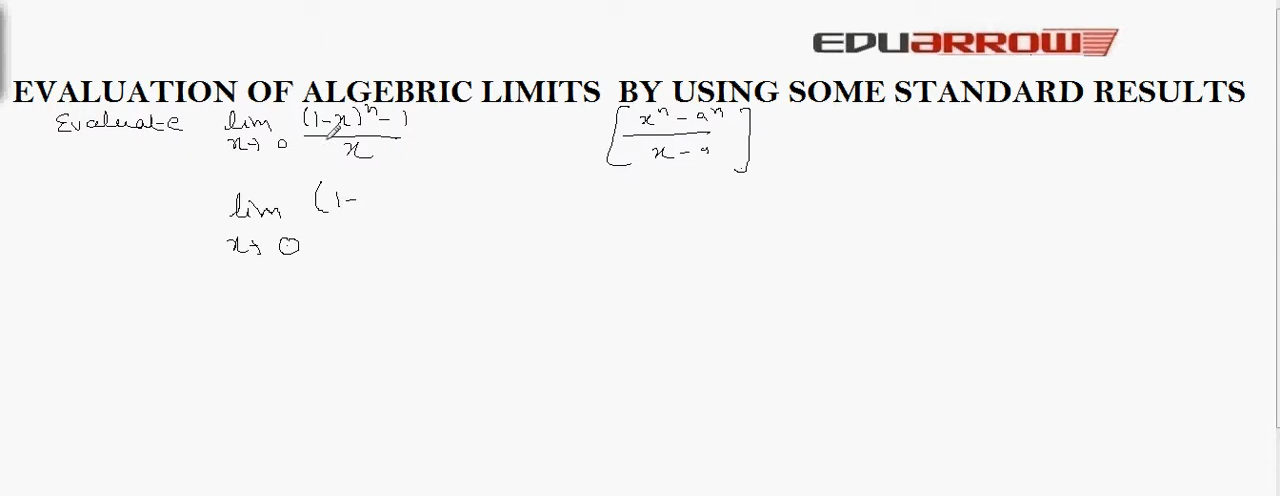 EDUARROW
EVALUATION OF ALGEBRIC LIMITS BY USING SOME STANDARD RESULTS
Evaluate lim x→0 ((1-x)^n - 1)/x [(x^n - a^n)/(x - a)]
lim x→0 (1-